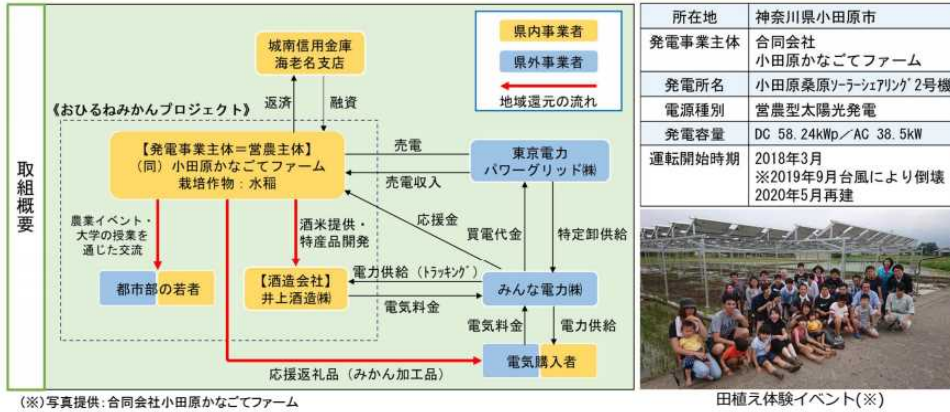 取組概要
城南信用金庫
海老名支店
県内事業者
県外事業者
地域還元の流れ
返済
融資
《おひるねみかんプロジェクト》
【発電事業主体＝営農主体】
（同）小田原かなごてファーム
栽培作物：水稲
売電
売電収入
東京電力
パワーグリッド㈱
農業イベント・
大学の授業を
通じた交流
酒米提供・
特産品開発
応援金
買電代金
特定卸供給
都市部の若者
【酒造会社】
井上酒造㈱
電力供給（ﾄﾗｯｷﾝｸﾞ）
電気料金
みんな電力㈱
電気料金
電力供給
電気購入者
応援返礼品（みかん加工品）
(※)写真提供：合同会社小田原かなごてファーム
所在地 神奈川県小田原市
発電事業主体 合同会社
小田原かなごてファーム
発電所名 小田原桑原ｿｰﾗｰｼｪｱﾘﾝｸﾞ2号機
電源種別 営農型太陽光発電
発電容量 DC 58.24kWp／AC 38.5kW
運転開始時期 2018年3月
※2019年9月台風により倒壊
2020年5月再建
田植え体験イベント(※)